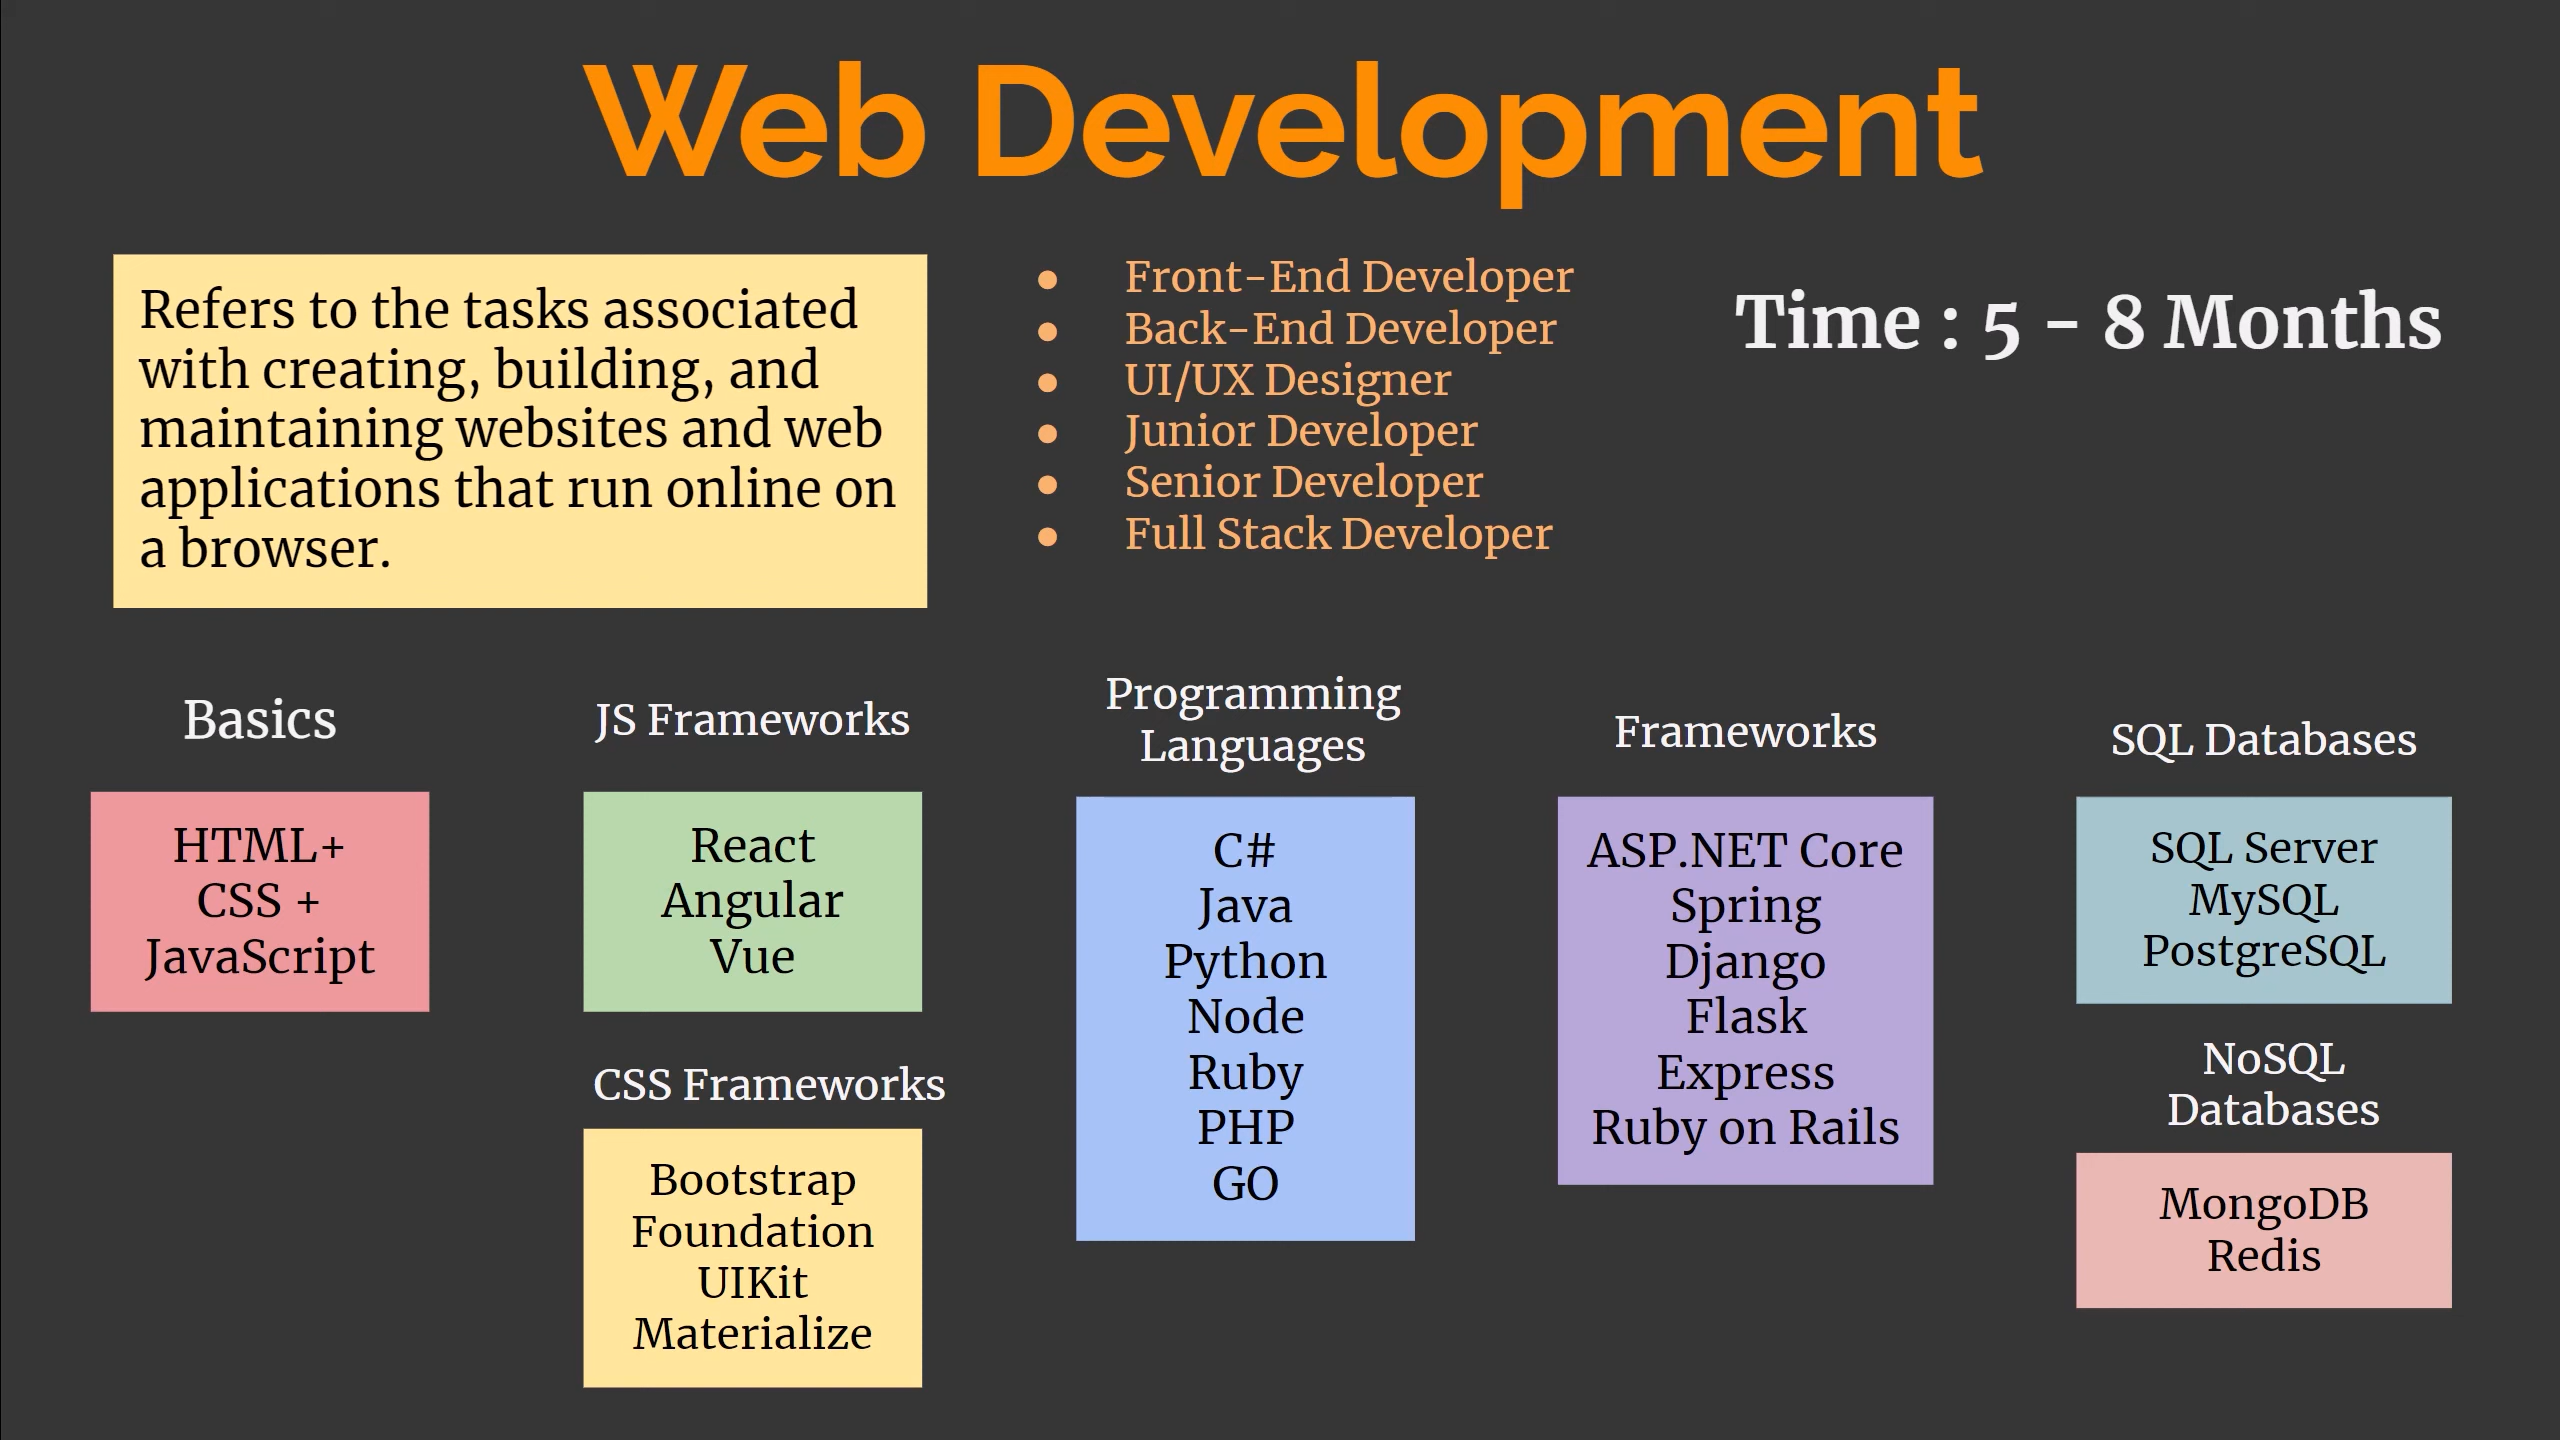 Web Development
Refers to the tasks associated
with creating, building, and
maintaining websites and web
applications that run online on
a browser.
● Front-End Developer
● Back-End Developer
● UI/UX Designer
● Junior Developer
● Senior Developer
● Full Stack Developer
Time : 5 - 8 Months
Basics
HTML+
CSS +
JavaScript
JS Frameworks
React
Angular
Vue
CSS Frameworks
Bootstrap
Foundation
UIKit
Materialize
Programming
Languages
C#
Java
Python
Node
Ruby
PHP
GO
Frameworks
ASP.NET Core
Spring
Django
Flask
Express
Ruby on Rails
SQL Databases
SQL Server
MySQL
PostgreSQL
NoSQL
Databases
MongoDB
Redis